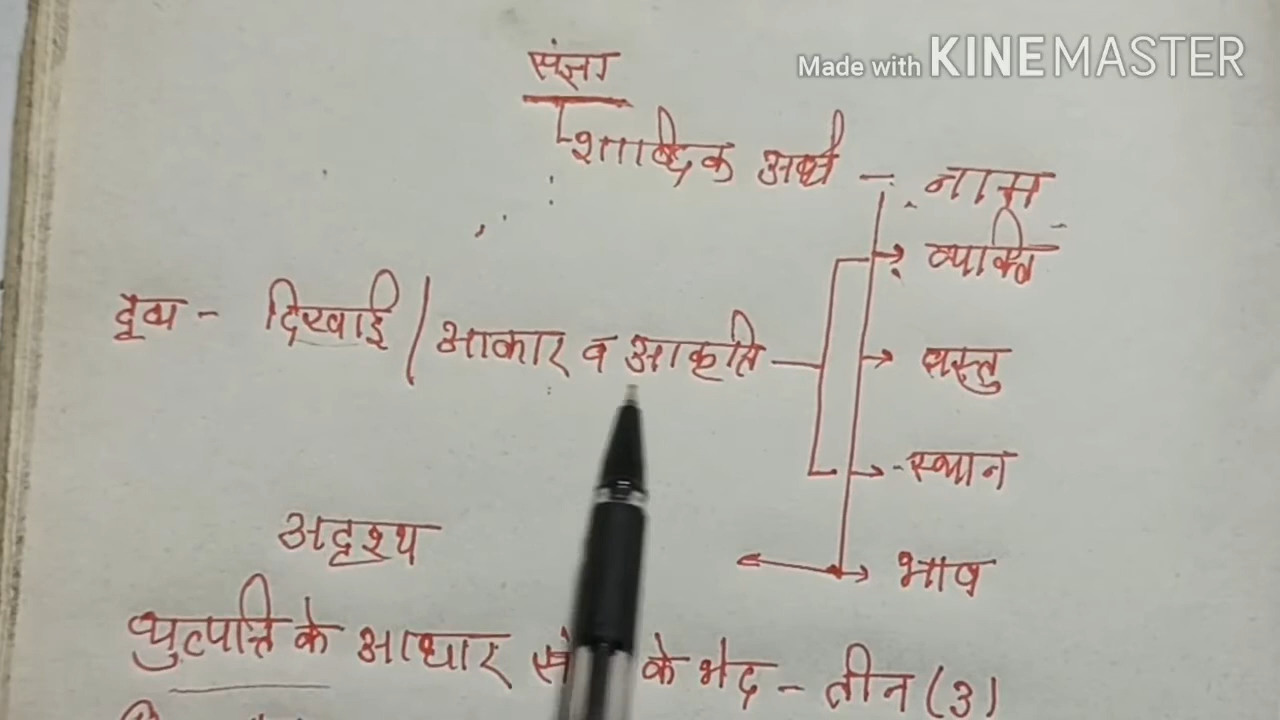 Made with KINEMASTER
संज्ञा
शाब्दिक अर्थ - नाम
व्यक्ति
द्रव्य - दिखाई / आकार व आकृति
वस्तु
स्थान
अदृश्य
भाव
व्युत्पत्ति के आधार के भेद - तीन (3)